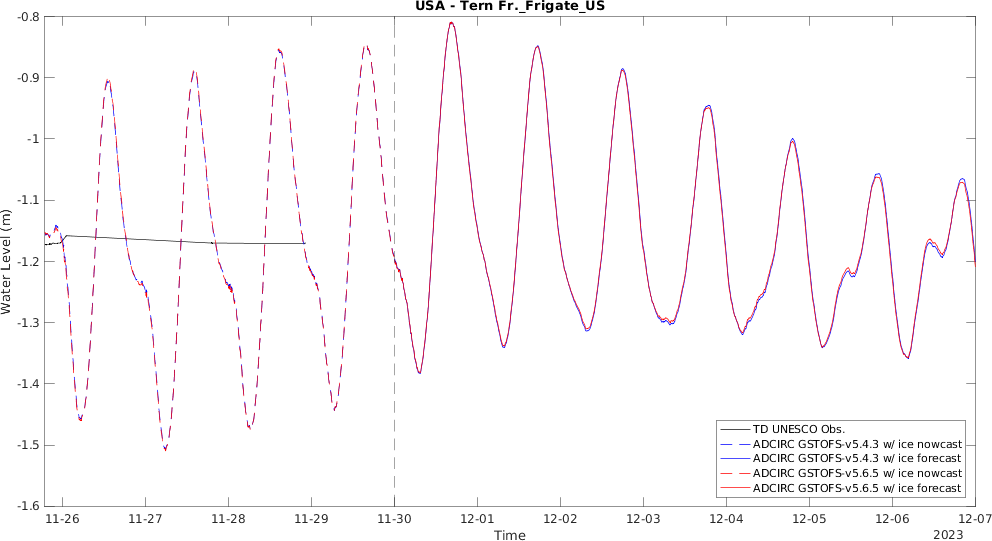 USA - Tern Fr._Frigate_US
-0.8
-0.9
-1
-1.1
-1.2
-1.3
-1.4
-1.5
-1.6
Water Level (m)
TD UNESCO Obs.
ADCIRC GSTOFS-v5.4.3 w/ ice nowcast
ADCIRC GSTOFS-v5.4.3 w/ ice forecast
ADCIRC GSTOFS-v5.6.5 w/ ice nowcast
ADCIRC GSTOFS-v5.6.5 w/ ice forecast
11-26 11-27 11-28 11-29 11-30 12-01 12-02 12-03 12-04 12-05 12-06 12-07
Time
2023